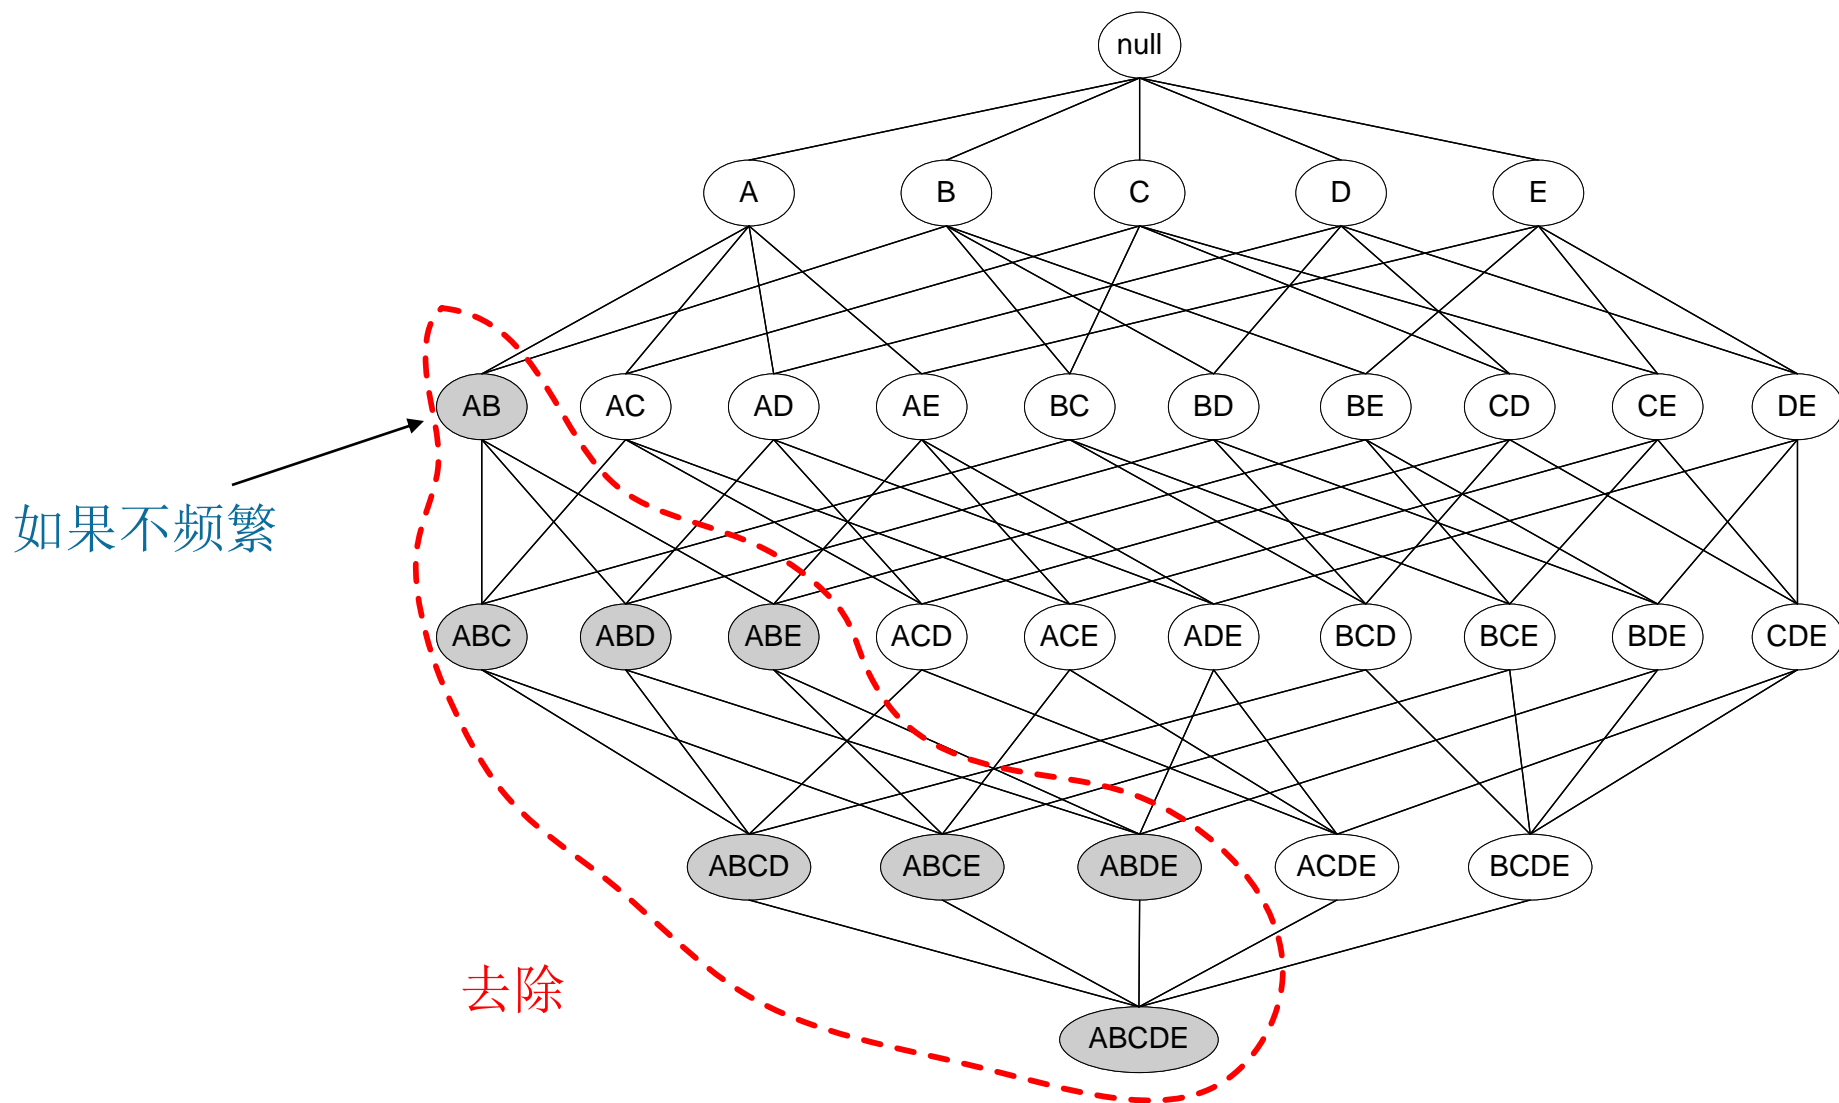 null
A B C D E
AB AC AD AE BC BD BE CD CE DE
如果不频繁
ABC ABD ABE ACD ACE ADE BCD BCE BDE CDE
ABCD ABCE ABDE ACDE BCDE
去除
ABCDE